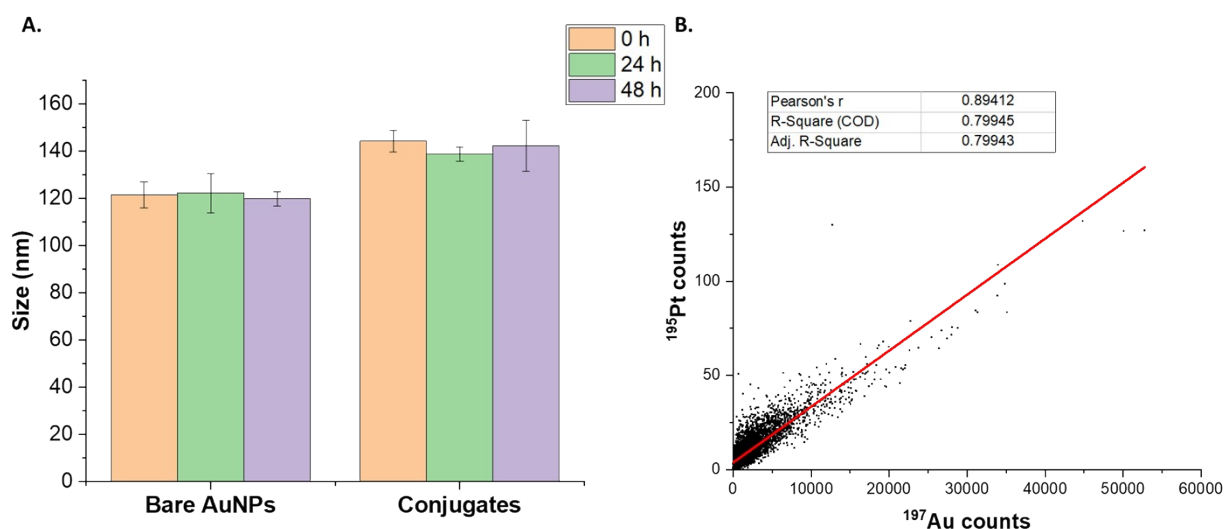 A.
0 h
24 h
48 h
160
140
120
100
80
60
40
20
0
Size (nm)
Bare AuNPs
Conjugates
B.
200
150
100
50
0
Pearson's r 0.89412
R-Square (COD) 0.79945
Adj. R-Square 0.79943
¹⁹⁵Pt counts
0 10000 20000 30000 40000 50000 60000
¹⁹⁷Au counts